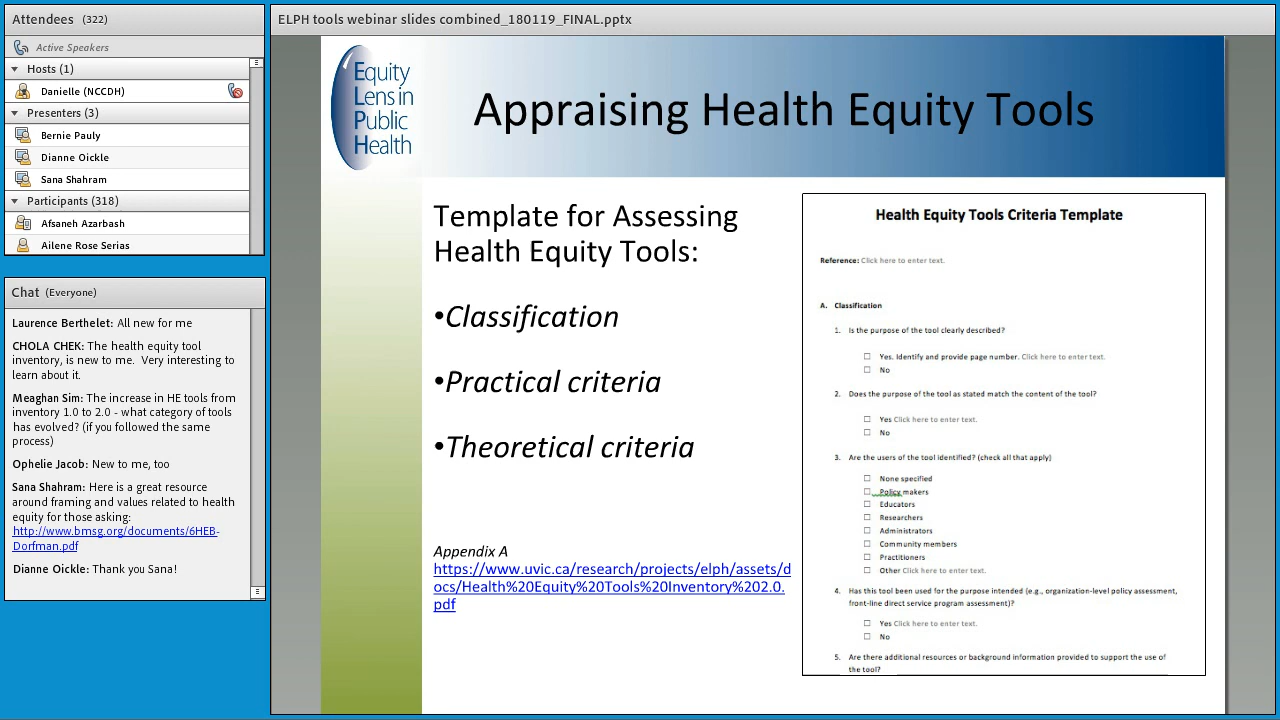 Attendees (322)
Active Speakers
Hosts (1)
Danielle (NCCDH)
Presenters (3)
Bernie Pauly
Dianne Oickle
Sana Shahram
Participants (318)
Afsaneh Azarbash
Ailene Rose Serias
Chat (Everyone)
Laurence Berthelet: All new for me
CHOLA CHEK: The health equity tool
inventory, is new to me. Very interesting to
learn about it.
Meaghan Sim: The increase in HE tools from
inventory 1.0 to 2.0 - what category of tools
has evolved? (if you followed the same
process)
Ophelie Jacob: New to me, too
Sana Shahram: Here is a great resource
around framing and values related to health
equity for those asking:
http://www.bmsg.org/documents/6HEB-
Dorfman.pdf
Dianne Oickle: Thank you Sana!
ELPH tools webinar slides combined_180119_FINAL.pptx
Equity
Lens in
Public
Health
Appraising Health Equity Tools
Template for Assessing
Health Equity Tools:
•Classification
•Practical criteria
•Theoretical criteria
Appendix A
https://www.uvic.ca/research/projects/elph/assets/d
ocs/Health%20Equity%20Tools%20Inventory%202.0.
pdf
Health Equity Tools Criteria Template
Reference: Click here to enter text.
A. Classification
1. Is the purpose of the tool clearly described?
☐ Yes. Identify and provide page number. Click here to enter text.
☐ No
2. Does the purpose of the tool as stated match the content of the tool?
☐ Yes Click here to enter text.
☐ No
3. Are the users of the tool identified? (check all that apply)
☐ None specified
☐ Policy makers
☐ Educators
☐ Researchers
☐ Administrators
☐ Community members
☐ Practitioners
☐ Other Click here to enter text.
4. Has this tool been used for the purpose intended (e.g., organization-level policy assessment,
front-line direct service program assessment)?
☐ Yes Click here to enter text.
☐ No
5. Are there additional resources or background information provided to support the use of
the tool?